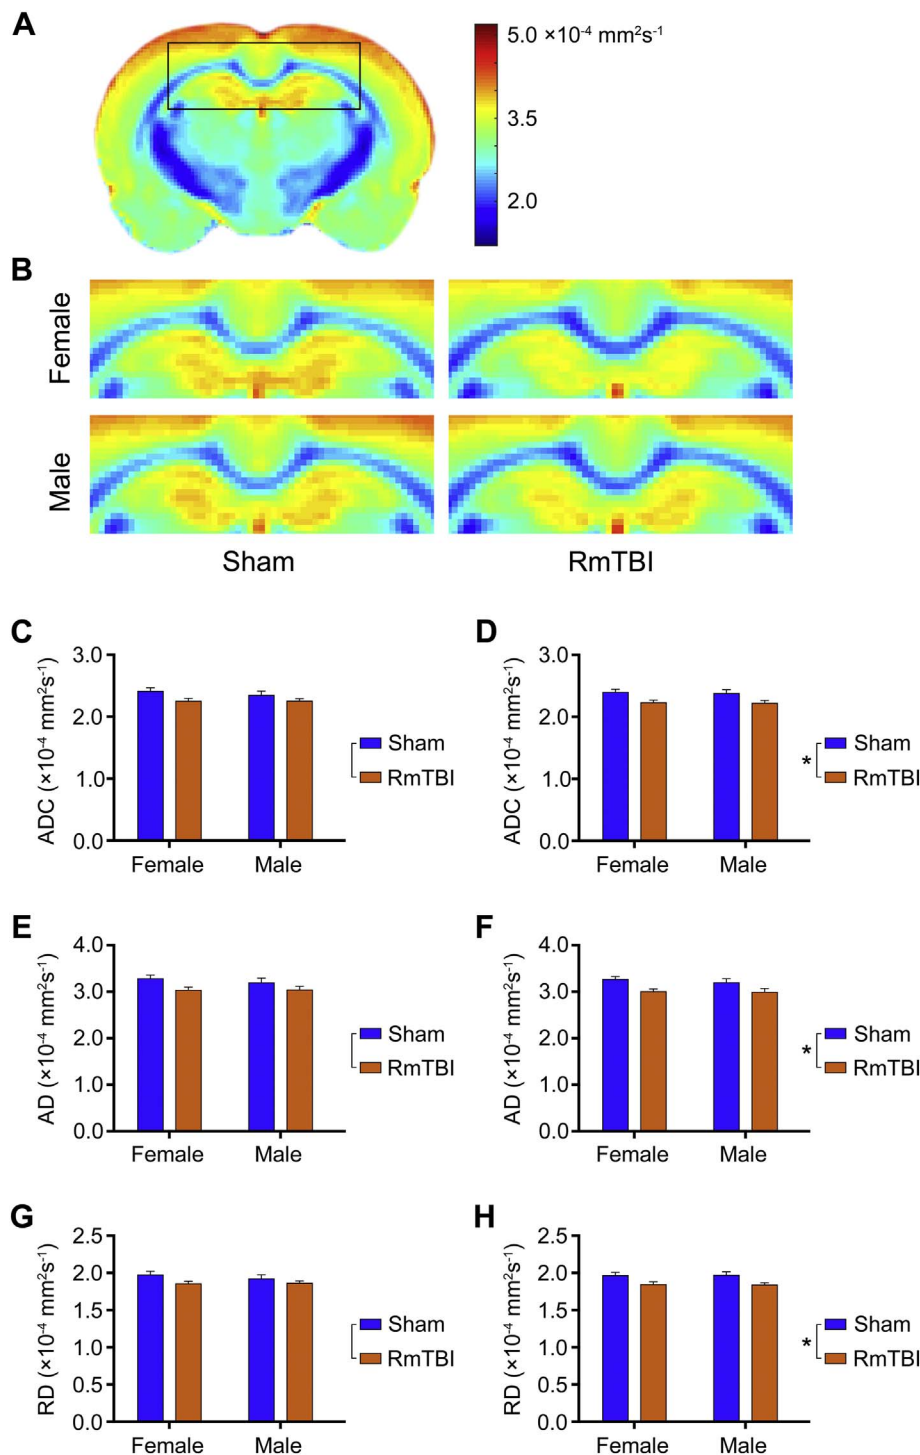 A
5.0 ×10⁻⁴ mm²s⁻¹
3.5
2.0
B
Female
Male
Sham
RmTBI
C
ADC (×10⁻⁴ mm²s⁻¹)
3.0
2.0
1.0
0.0
Female
Male
Sham
RmTBI
D
ADC (×10⁻⁴ mm²s⁻¹)
3.0
2.0
1.0
0.0
Female
Male
*
Sham
RmTBI
E
AD (×10⁻⁴ mm²s⁻¹)
4.0
3.0
2.0
1.0
0.0
Female
Male
Sham
RmTBI
F
AD (×10⁻⁴ mm²s⁻¹)
4.0
3.0
2.0
1.0
0.0
Female
Male
*
Sham
RmTBI
G
RD (×10⁻⁴ mm²s⁻¹)
2.5
2.0
1.5
1.0
0.5
0.0
Female
Male
Sham
RmTBI
H
RD (×10⁻⁴ mm²s⁻¹)
2.5
2.0
1.5
1.0
0.5
0.0
Female
Male
*
Sham
RmTBI